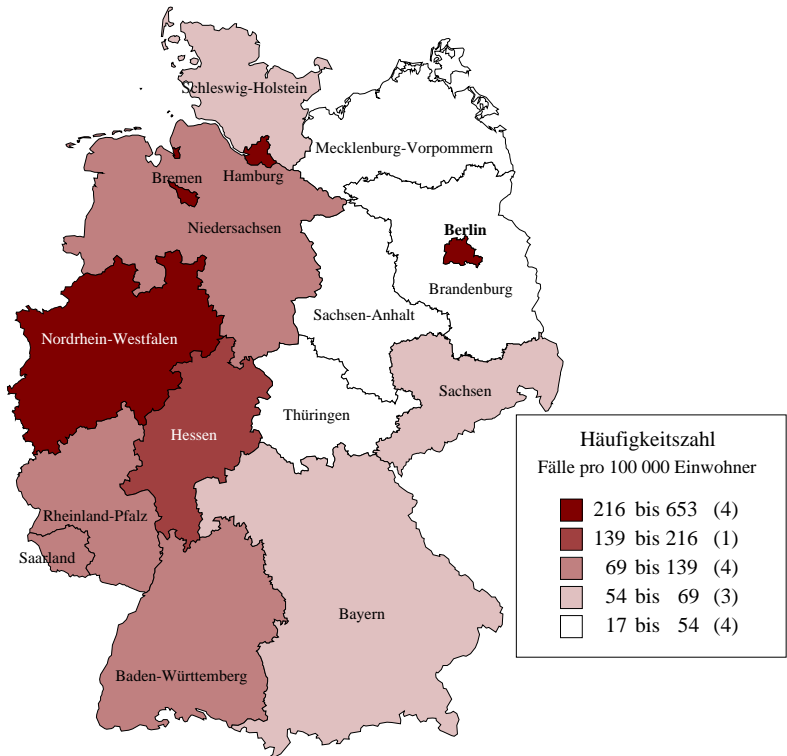 Schleswig-Holstein
Mecklenburg-Vorpommern
Bremen
Hamburg
Niedersachsen
Berlin
Brandenburg
Sachsen-Anhalt
Nordrhein-Westfalen
Sachsen
Thüringen
Hessen
Rheinland-Pfalz
Saarland
Bayern
Baden-Württemberg
Häufigkeitszahl
Fälle pro 100 000 Einwohner
216 bis 653 (4)
139 bis 216 (1)
69 bis 139 (4)
54 bis 69 (3)
17 bis 54 (4)